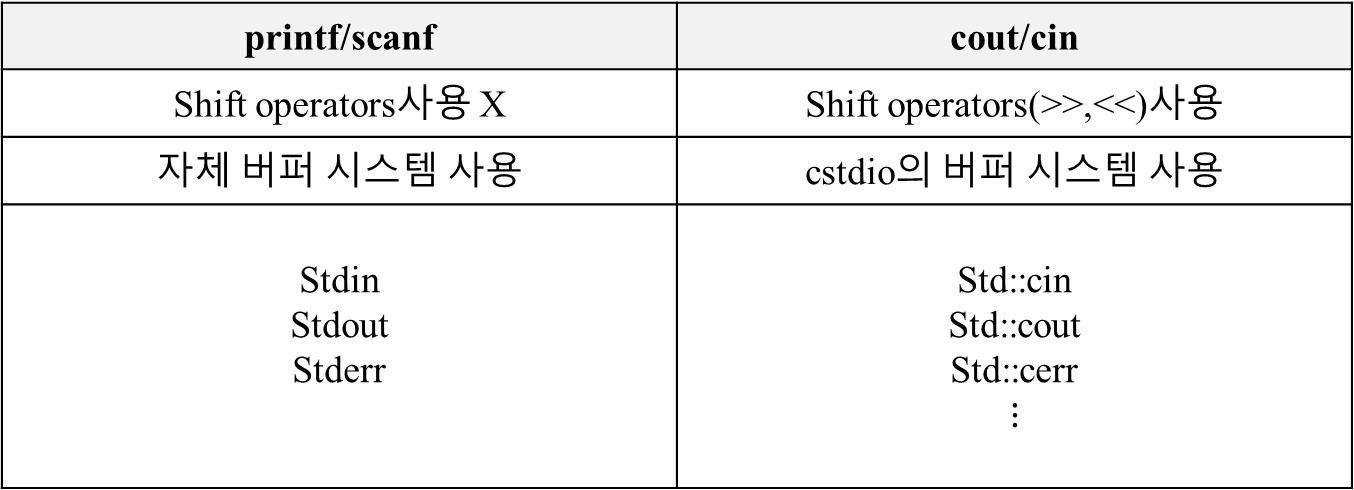 printf/scanf
cout/cin
Shift operators사용 X
Shift operators(>>,<<)사용
자체 버퍼 시스템 사용
cstdio의 버퍼 시스템 사용
Stdin
Stdout
Stderr
Std::cin
Std::cout
Std::cerr
⋮